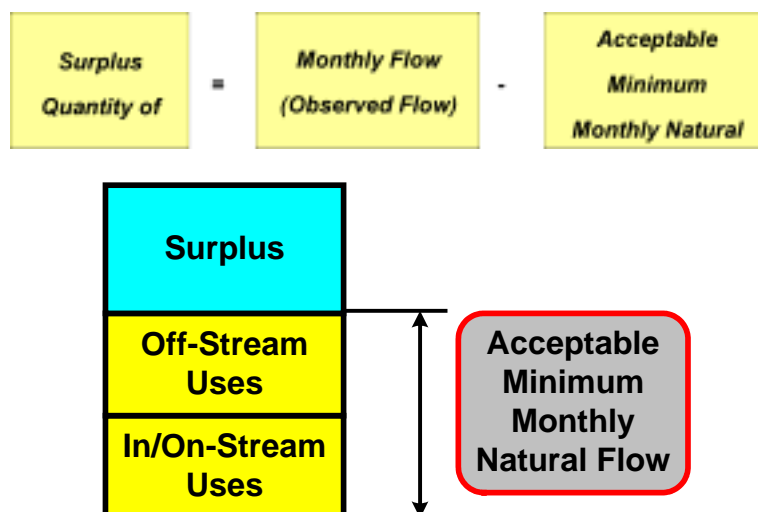 Surplus
Quantity of
=
Monthly Flow
(Observed Flow)
-
Acceptable
Minimum
Monthly Natural
Surplus
Off-Stream
Uses
In/On-Stream
Uses
Acceptable
Minimum
Monthly
Natural Flow